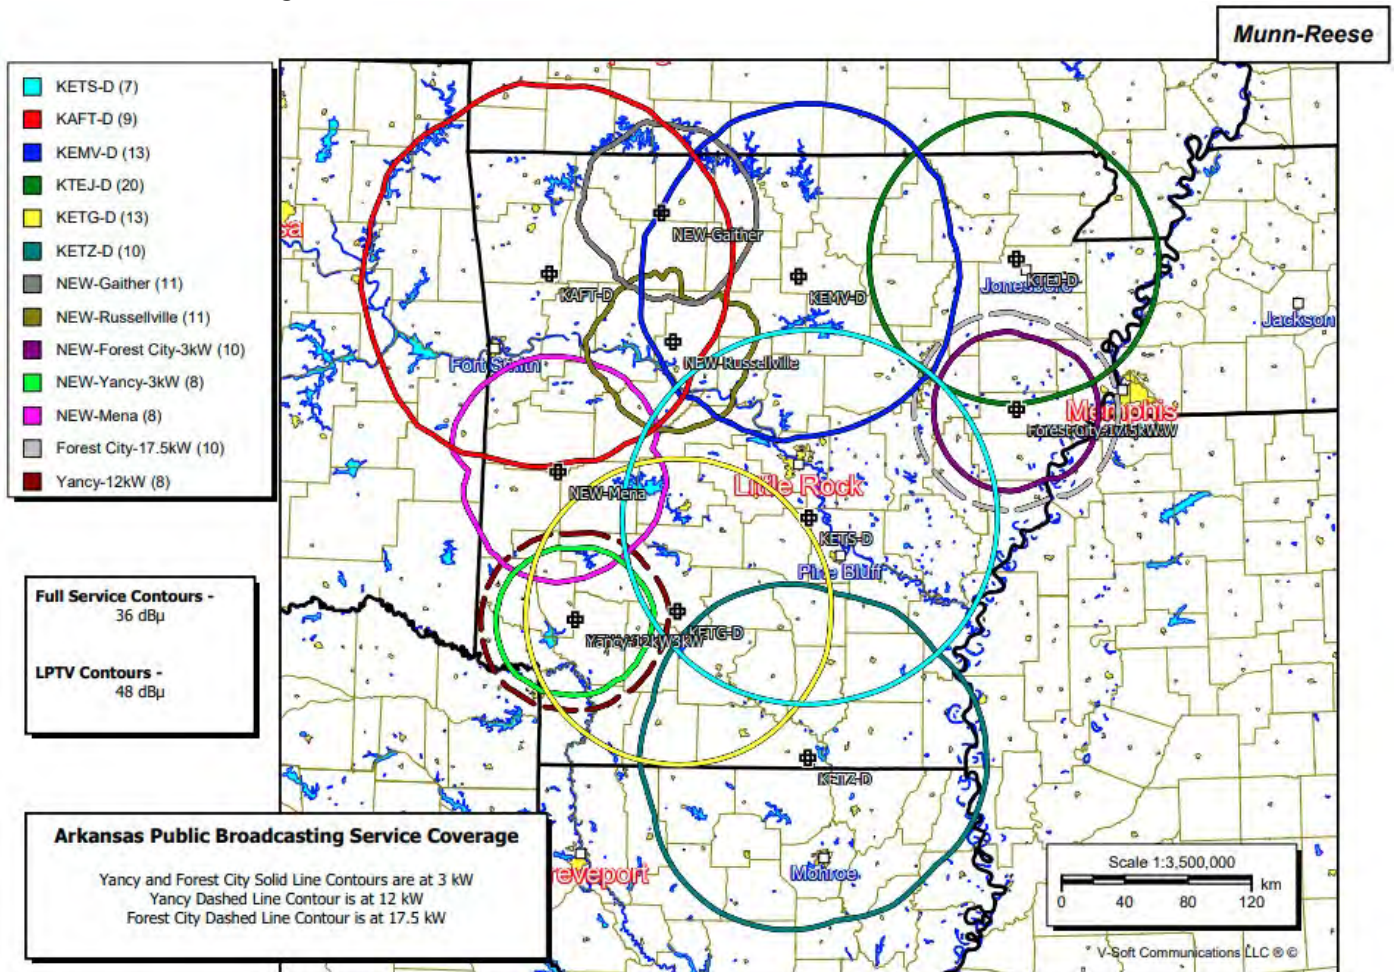 Munn-Reese
KETS-D (7)
KAFT-D (9)
KEMV-D (13)
KTEJ-D (20)
KETG-D (13)
KETZ-D (10)
NEW-Gaither (11)
NEW-Russellville (11)
NEW-Forest City-3kW (10)
NEW-Yancy-3kW (8)
NEW-Mena (8)
Forest City-17.5kW (10)
Yancy-12kW (8)
sa
NEW-Gaither
KAFT-D
KEMV-D
KTEJ-D
Jackson
Fort Smith
NEW-Russellville
Memphis
NEW-Mena
Little Rock
KETS-D
Pine Bluff
KETG-D
KETZ-D
reveport
Monroe
Full Service Contours -
36 dBµ
LPTV Contours -
48 dBµ
Arkansas Public Broadcasting Service Coverage
Yancy and Forest City Solid Line Contours are at 3 kW
Yancy Dashed Line Contour is at 12 kW
Forest City Dashed Line Contour is at 17.5 kW
Scale 1:3,500,000
km
0 40 80 120
V-Soft Communications LLC ® ©